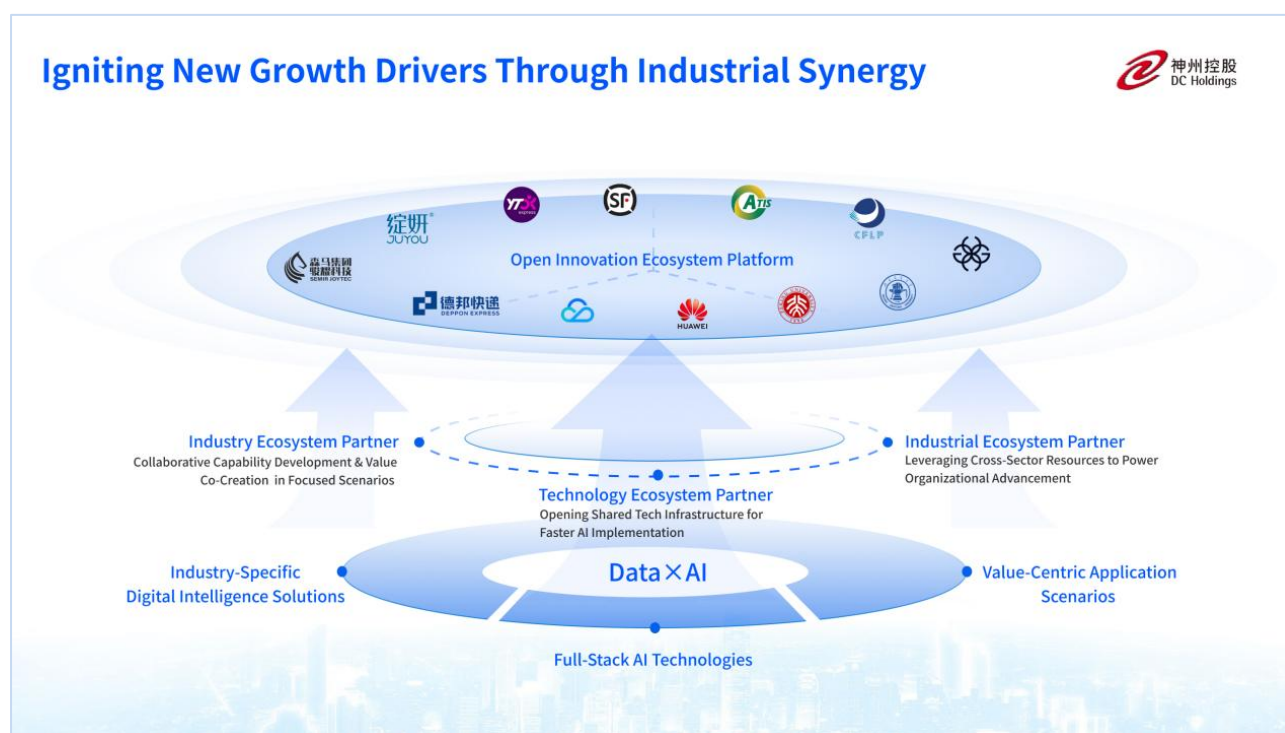 Igniting New Growth Drivers Through Industrial Synergy
神州控股
DC Holdings
YTO
express
SF
ATIS
绽妍®
JUYOU
CFLP
森马集团
骏耀科技
SEMIR JOYTEC
Open Innovation Ecosystem Platform
德邦快递
DEPPON EXPRESS
HUAWEI
Industry Ecosystem Partner
Collaborative Capability Development & Value
Co-Creation in Focused Scenarios
Industrial Ecosystem Partner
Leveraging Cross-Sector Resources to Power
Organizational Advancement
Technology Ecosystem Partner
Opening Shared Tech Infrastructure for
Faster AI Implementation
Data×AI
Industry-Specific
Digital Intelligence Solutions
Value-Centric Application
Scenarios
Full-Stack AI Technologies